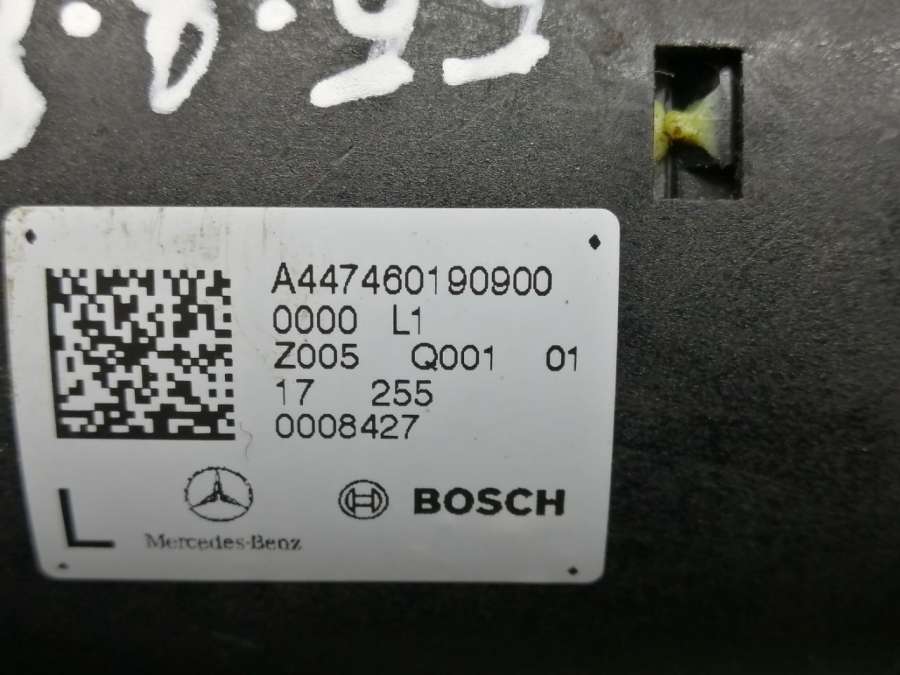 A447460190900
0000 L1
Z005 Q001 01
17 255
0008427
L
Mercedes-Benz
BOSCH